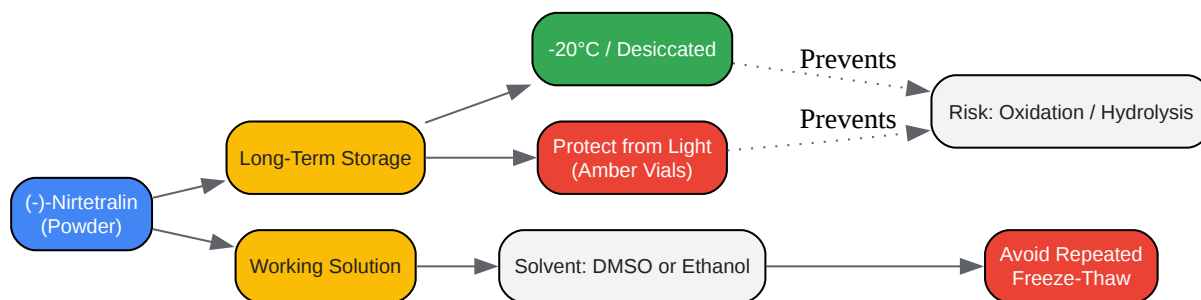 -20°C / Desiccated
Prevents
Risk: Oxidation / Hydrolysis
Prevents
Long-Term Storage
Protect from Light
(Amber Vials)
(-)-Nirtetralin
(Powder)
Working Solution
Solvent: DMSO or Ethanol
Avoid Repeated
Freeze-Thaw